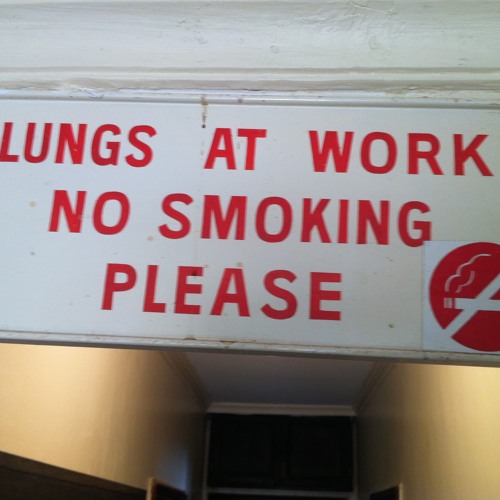 LUNGS AT WORK
NO SMOKING
PLEASE